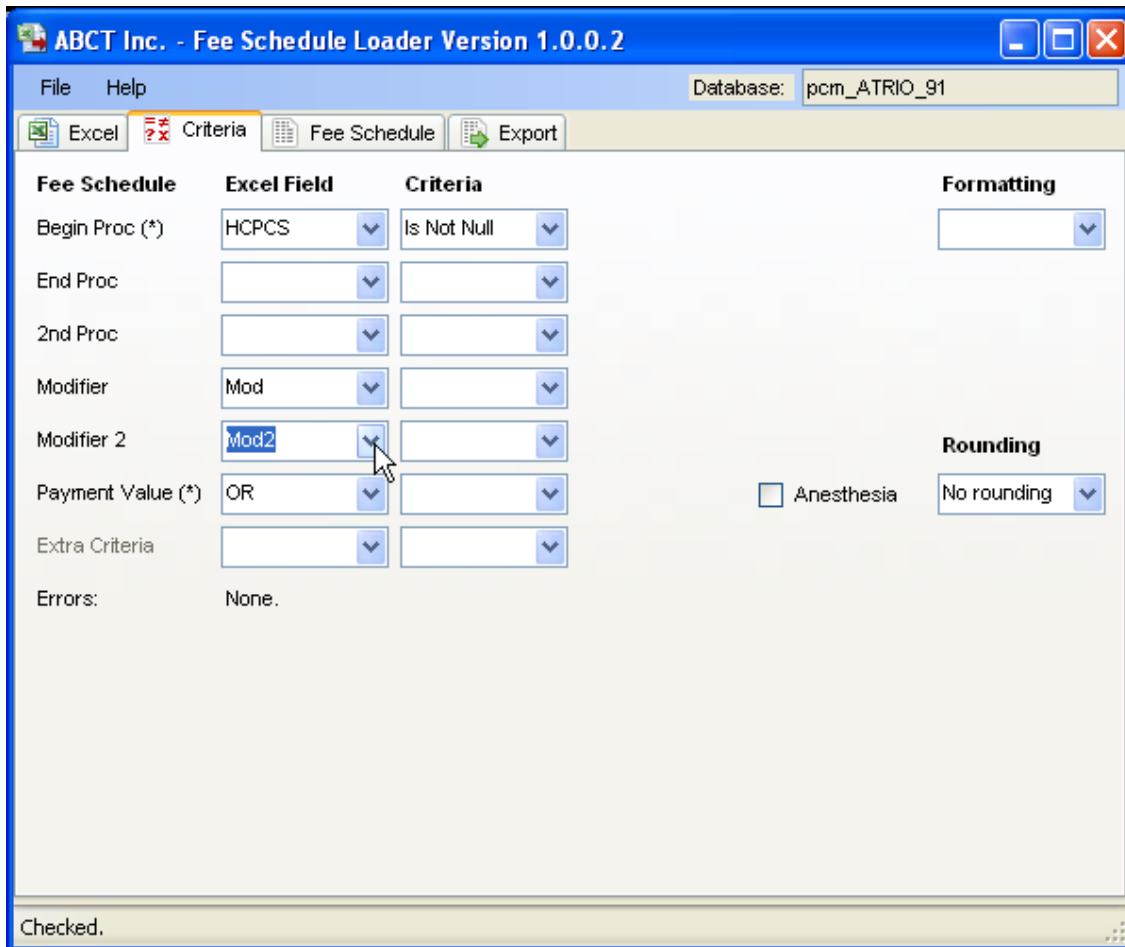 ABCT Inc. - Fee Schedule Loader Version 1.0.0.2
File Help Database: pcm_ATRIO_91
Excel Criteria Fee Schedule Export
Fee Schedule Excel Field Criteria Formatting
Begin Proc (*) HCPCS Is Not Null
End Proc
2nd Proc
Modifier Mod
Modifier 2 Mod2 Rounding
Payment Value (*) OR Anesthesia No rounding
Extra Criteria
Errors: None.
Checked.